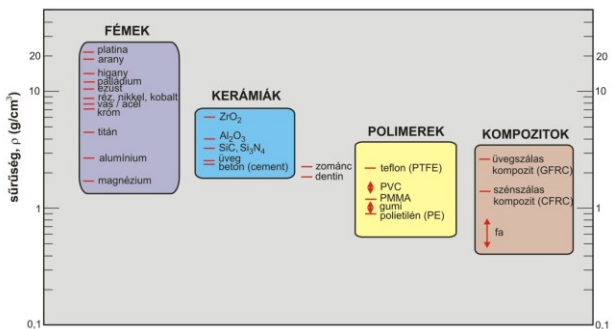 sűrűség, ρ (g/cm³)
20
10
1
0,1
FÉMEK
platina
arany
higany
palládium
ezüst
réz, nikkel, kobalt
vas / acél
króm
titán
alumínium
magnézium
KERÁMIÁK
ZrO₂
Al₂O₃
SiC, Si₃N₄
üveg
beton (cement)
zománc
dentin
POLIMEREK
teflon (PTFE)
PVC
PMMA
gumi
polietilén (PE)
KOMPOZITOK
üvegszálas
kompozit (GFRC)
szénszálas
kompozit (CFRC)
fa
20
10
1
0,1